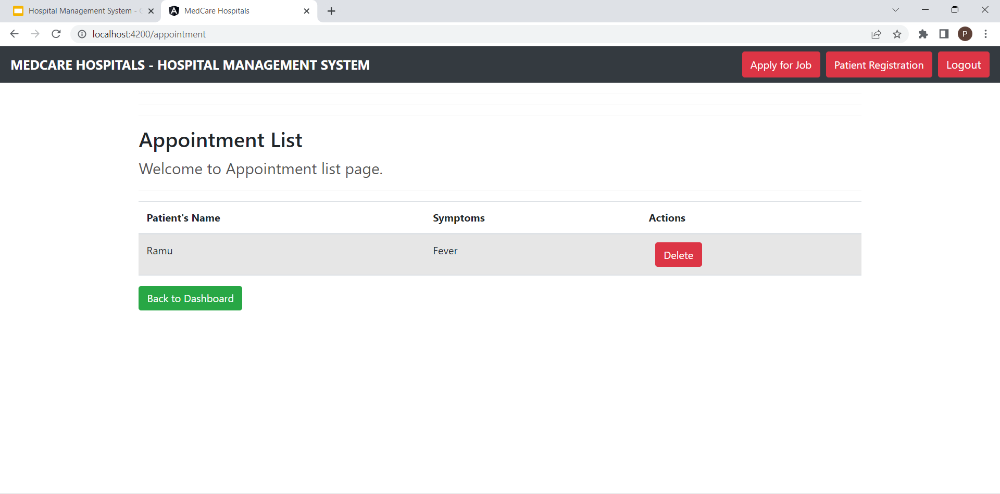 Hospital Management System -
MedCare Hospitals
localhost:4200/appointment
P
MEDCARE HOSPITALS - HOSPITAL MANAGEMENT SYSTEM
Apply for Job
Patient Registration
Logout
Appointment List
Welcome to Appointment list page.
Patient's Name Symptoms Actions
Ramu Fever Delete
Back to Dashboard